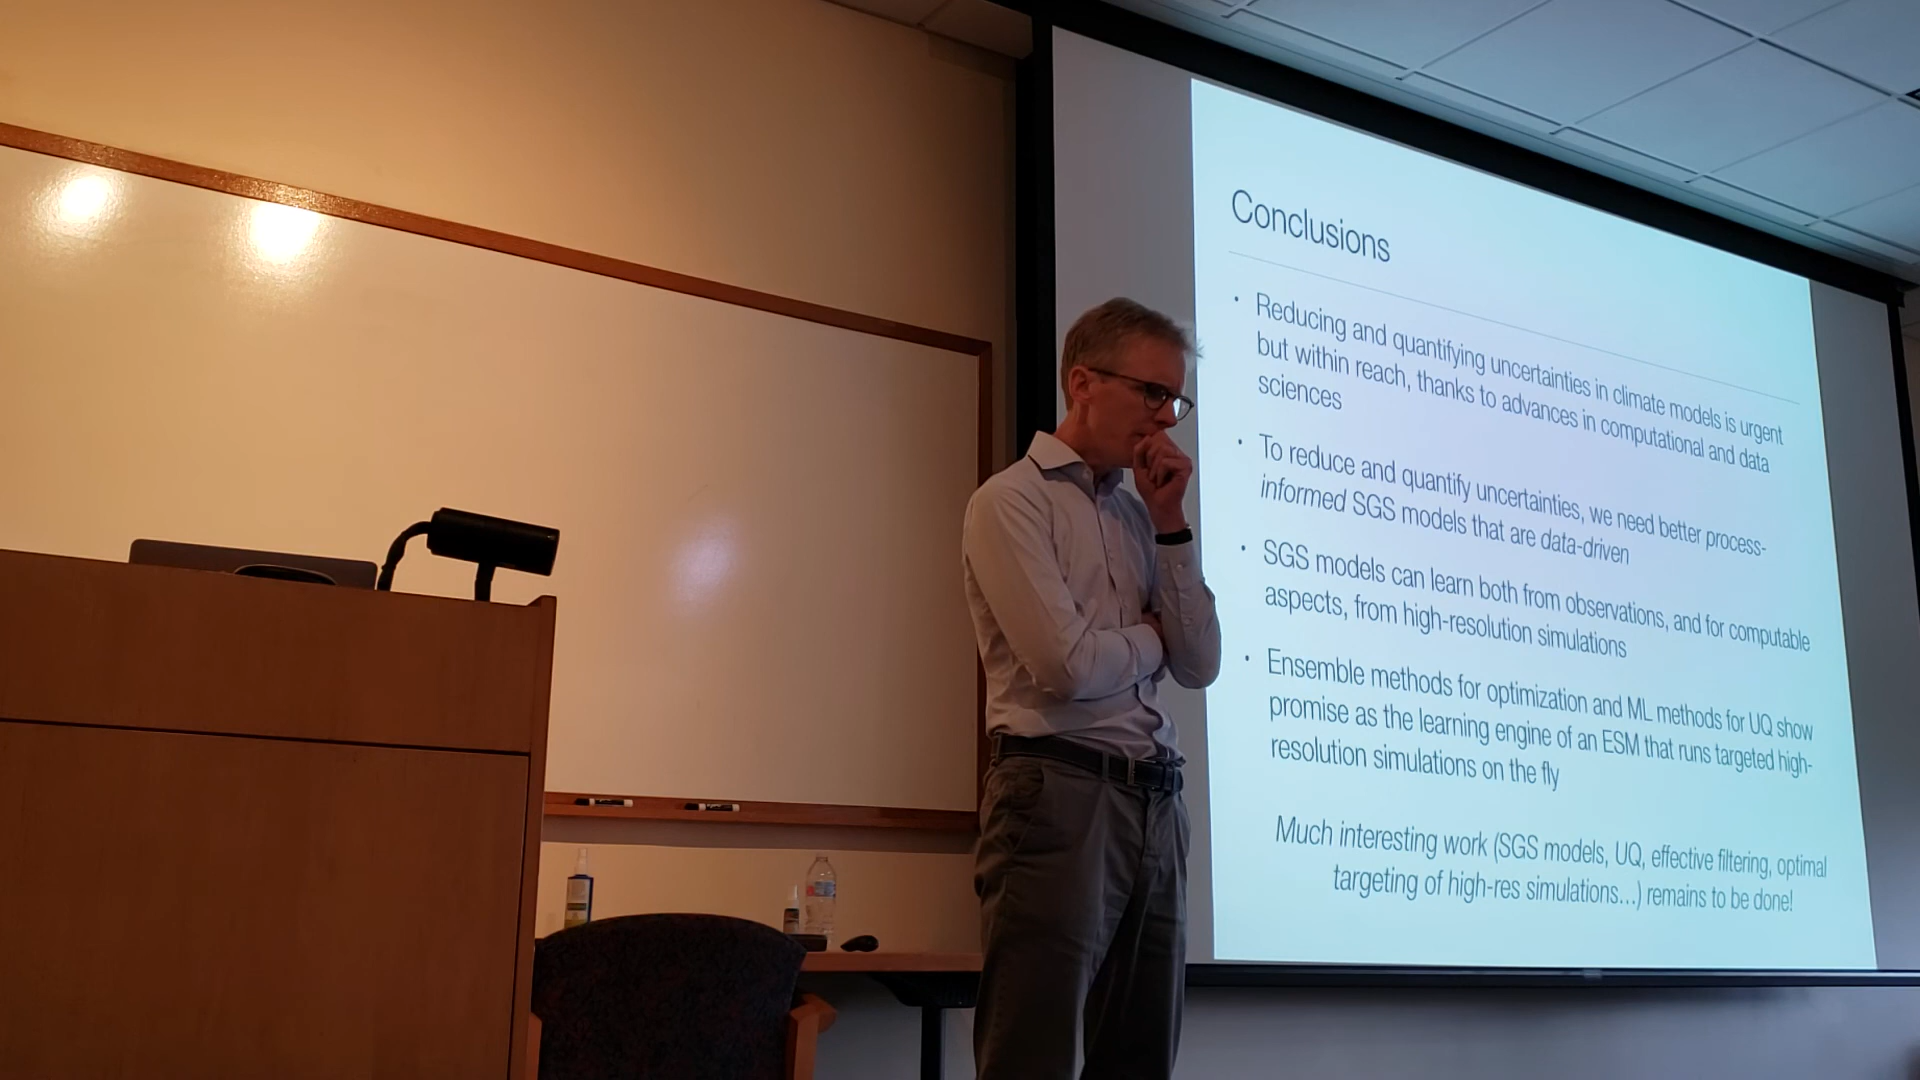 Conclusions
• Reducing and quantifying uncertainties in climate models is urgent
but within reach, thanks to advances in computational and data
sciences
• To reduce and quantify uncertainties, we need better process-
informed SGS models that are data-driven
• SGS models can learn both from observations, and for computable
aspects, from high-resolution simulations
• Ensemble methods for optimization and ML methods for UQ show
promise as the learning engine of an ESM that runs targeted high-
resolution simulations on the fly
Much interesting work (SGS models, UQ, effective filtering, optimal
targeting of high-res simulations...) remains to be done!